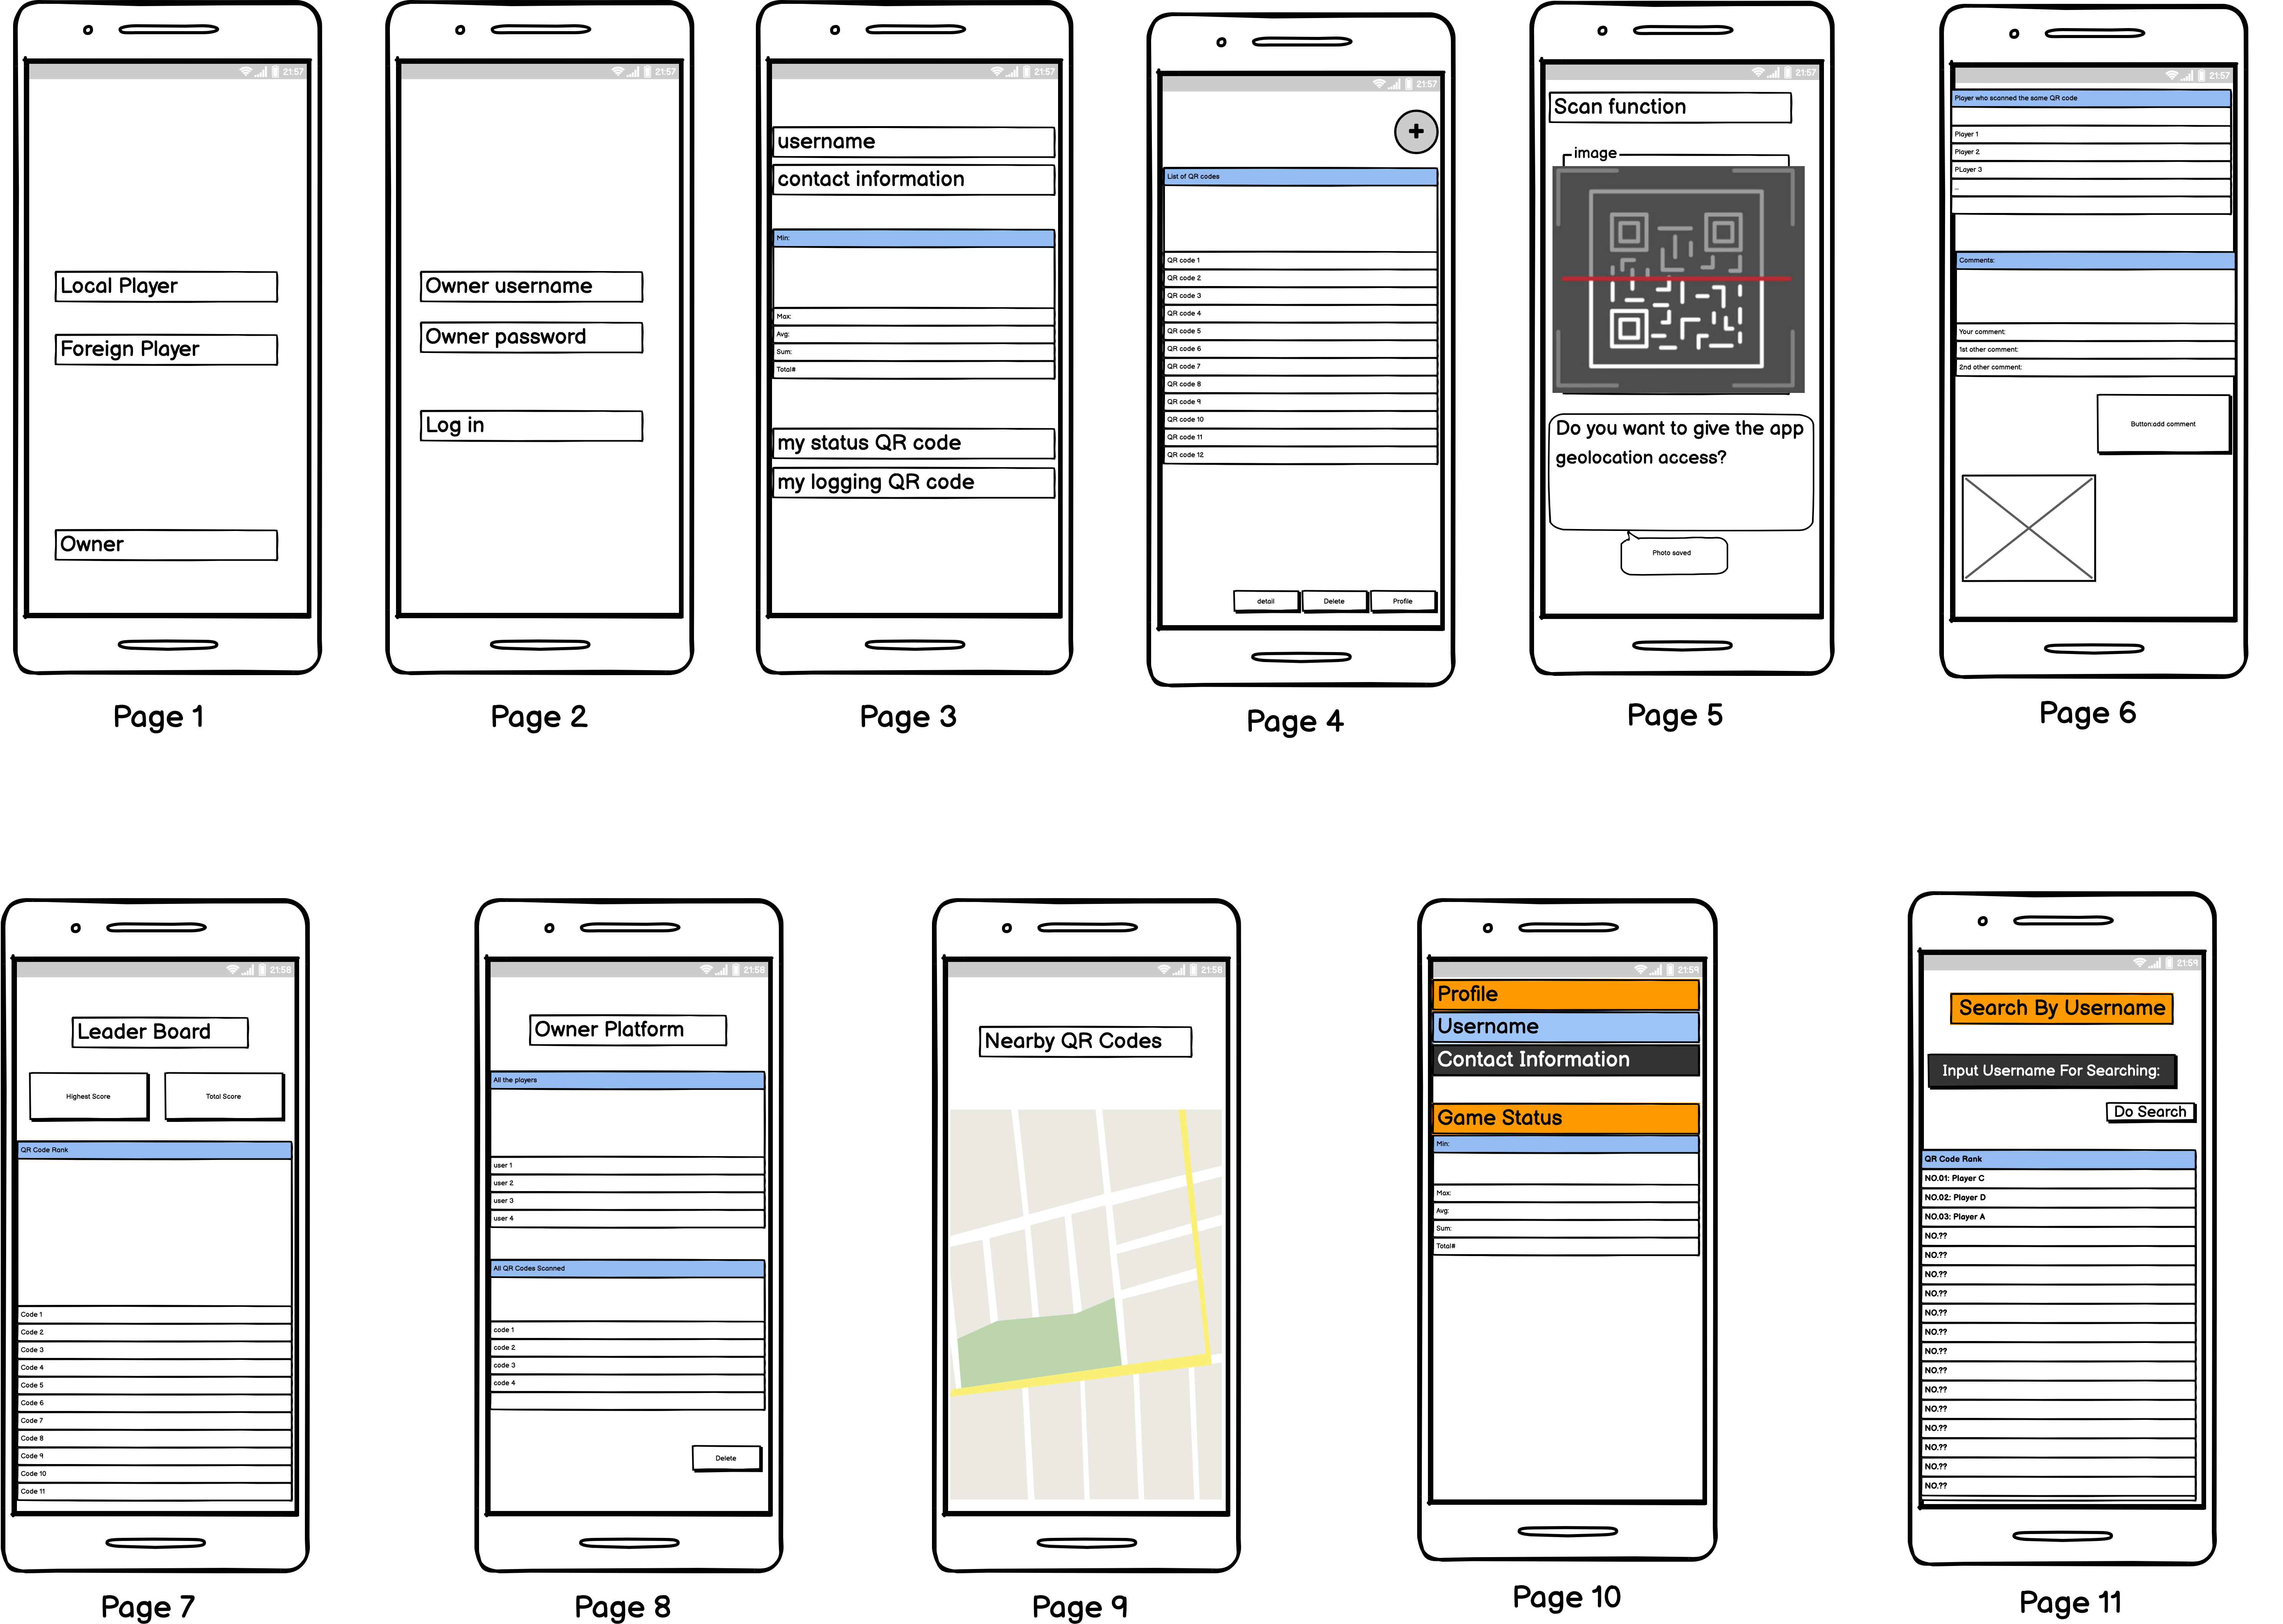 21:57
Local Player
Foreign Player
Owner
Page 1
21:57
Owner username
Owner password
Log in
Page 2
21:57
username
contact information
Min:
Max:
Avg:
Sum:
Total#
my status QR code
my logging QR code
Page 3
21:57
+
List of QR codes
QR code 1
QR code 2
QR code 3
QR code 4
QR code 5
QR code 6
QR code 7
QR code 8
QR code 9
QR code 10
QR code 11
QR code 12
detail
Delete
Profile
Page 4
21:57
Scan function
image
Do you want to give the app
geolocation access?
Photo saved
Page 5
21:57
Player who scanned the same QR code
Player 1
Player 2
PLayer 3
...
Comments:
Your comment:
1st other comment:
2nd other comment:
Button:add comment
Page 6
21:58
Leader Board
Highest Score
Total Score
QR Code Rank
Code 1
Code 2
Code 3
Code 4
Code 5
Code 6
Code 7
Code 8
Code 9
Code 10
Code 11
Page 7
21:58
Owner Platform
All the players
user 1
user 2
user 3
user 4
All QR Codes Scanned
code 1
code 2
code 3
code 4
Delete
Page 8
21:58
Nearby QR Codes
Page 9
21:59
Profile
Username
Contact Information
Game Status
Min:
Max:
Avg:
Sum:
Total#
Page 10
21:59
Search By Username
Input Username For Searching:
Do Search
QR Code Rank
NO.01: Player C
NO.02: Player D
NO.03: Player A
NO.??
NO.??
NO.??
NO.??
NO.??
NO.??
NO.??
NO.??
NO.??
NO.??
NO.??
NO.??
NO.??
NO.??
Page 11